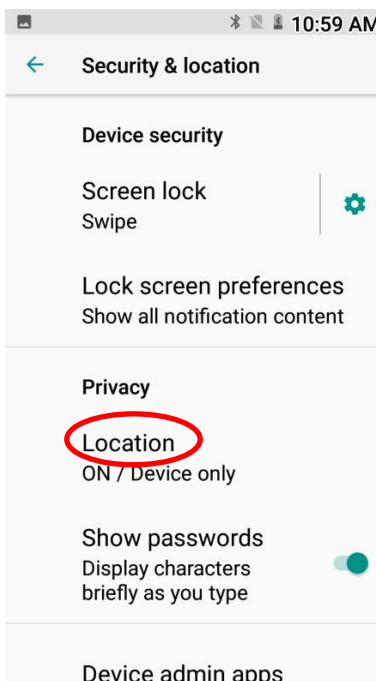 10:59 AM
Security & location
Device security
Screen lock
Swipe
Lock screen preferences
Show all notification content
Privacy
Location
ON / Device only
Show passwords
Display characters
briefly as you type
Device admin apps